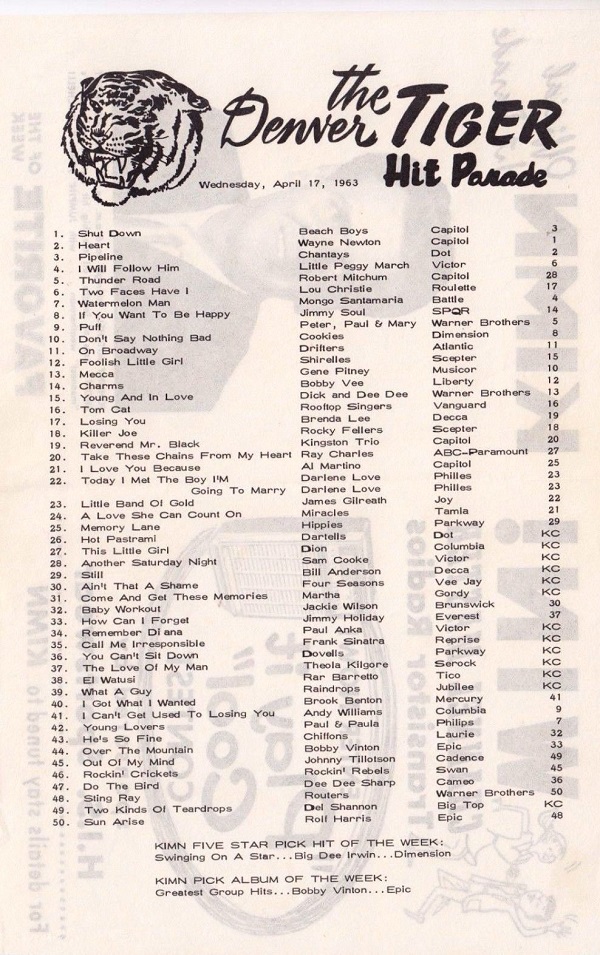 the
Denver TIGER
Hit Parade
Wednesday, April 17, 1963
1. Shut Down Beach Boys Capitol 3
2. Heart Wayne Newton Capitol 1
3. Pipeline Chantays Dot 2
4. I Will Follow Him Little Peggy March Victor 6
5. Thunder Road Robert Mitchum Capitol 28
6. Two Faces Have I Lou Christie Roulette 17
7. Watermelon Man Mongo Santamaria Battle 4
8. If You Want To Be Happy Jimmy Soul SPQR 14
9. Puff Peter, Paul & Mary Warner Brothers 5
10. Don't Say Nothing Bad Cookies Dimension 8
11. On Broadway Drifters Atlantic 11
12. Foolish Little Girl Shirelles Scepter 15
13. Mecca Gene Pitney Musicor 10
14. Charms Bobby Vee Liberty 12
15. Young And In Love Dick and Dee Dee Warner Brothers 13
16. Tom Cat Rooftop Singers Vanguard 16
17. Losing You Brenda Lee Decca 19
18. Killer Joe Rocky Fellers Scepter 18
19. Reverend Mr. Black Kingston Trio Capitol 20
20. Take These Chains From My Heart Ray Charles ABC-Paramount 27
21. I Love You Because Al Martino Capitol 25
22. Today I Met The Boy I'M Darlene Love Philles 23
Going To Marry Darlene Love Philles 23
23. Little Band Of Gold James Gilreath Joy 22
24. A Love She Can Count On Miracles Tamla 21
25. Memory Lane Hippies Parkway 29
26. Hot Pastrami Dartells Dot KC
27. This Little Girl Dion Columbia KC
28. Another Saturday Night Sam Cooke Victor KC
29. Still Bill Anderson Decca KC
30. Ain't That A Shame Four Seasons Vee Jay KC
31. Come And Get These Memories Martha Gordy KC
32. Baby Workout Jackie Wilson Brunswick 30
33. How Can I Forget Jimmy Holiday Everest 37
34. Remember Diana Paul Anka Victor KC
35. Call Me Irresponsible Frank Sinatra Reprise KC
36. You Can't Sit Down Dovells Parkway KC
37. The Love Of My Man Theola Kilgore Serock KC
38. El Watusi Rar Barretto Tico KC
39. What A Guy Raindrops Jubilee KC
40. I Got What I Wanted Brook Benton Mercury 41
41. I Can't Get Used To Losing You Andy Williams Columbia 9
42. Young Lovers Paul & Paula Philips 7
43. He's So Fine Chiffons Laurie 32
44. Over The Mountain Bobby Vinton Epic 33
45. Out Of My Mind Johnny Tillotson Cadence 49
46. Rockin' Crickets Rockin' Rebels Swan 45
47. Do The Bird Dee Dee Sharp Cameo 36
48. Sting Ray Routers Warner Brothers 50
49. Two Kinds Of Teardrops Del Shannon Big Top KC
50. Sun Arise Rolf Harris Epic 48
KIMN FIVE STAR PICK HIT OF THE WEEK:
Swinging On A Star...Big Dee Irwin...Dimension
KIMN PICK ALBUM OF THE WEEK:
Greatest Group Hits...Bobby Vinton...Epic